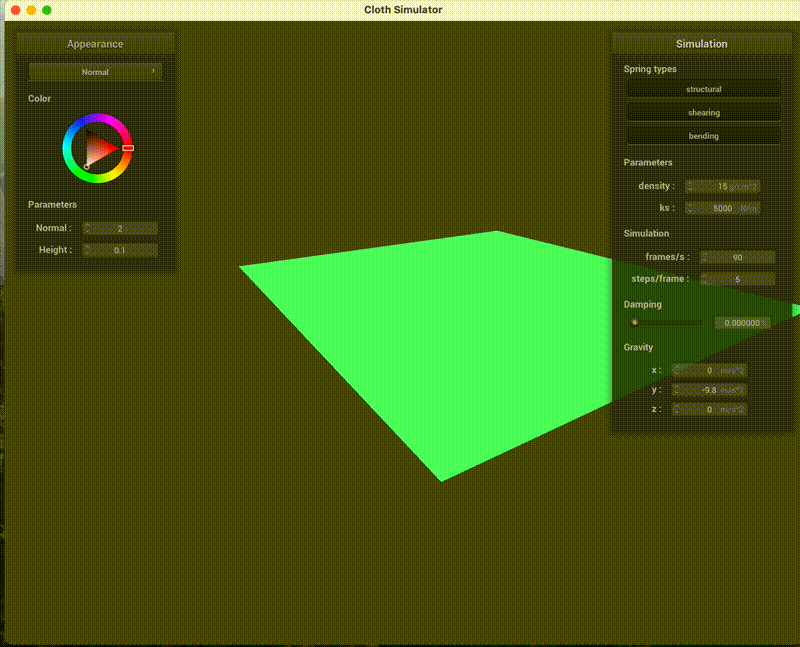 Cloth Simulator
Appearance
Normal
Color
Parameters
Normal : 2
Height : 0.1
Simulation
Spring types
structural
shearing
bending
Parameters
density : 15 g/cm^2
ks : 5000 N/m
Simulation
frames/s : 90
steps/frame : 5
Damping
0.000000
Gravity
x : 0 m/s^2
y : -9.8 m/s^2
z : 0 m/s^2